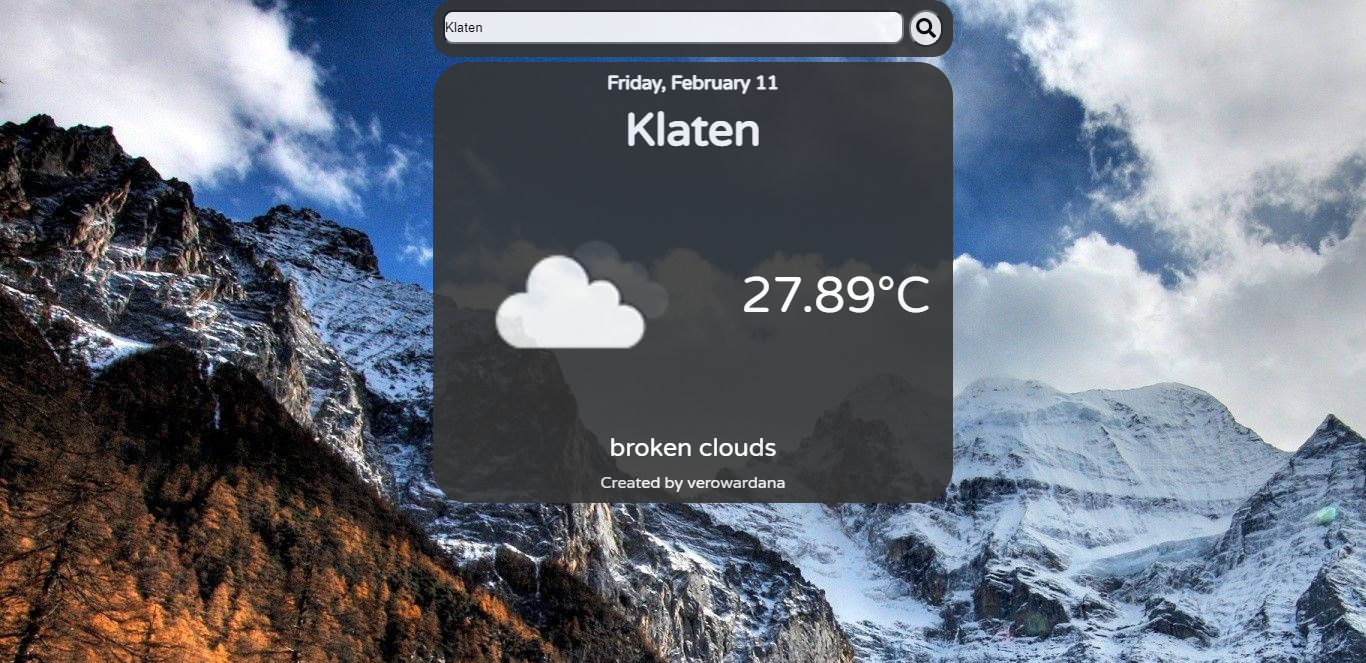 Klaten
Friday, February 11
Klaten
27.89°C
broken clouds
Created by verowardana